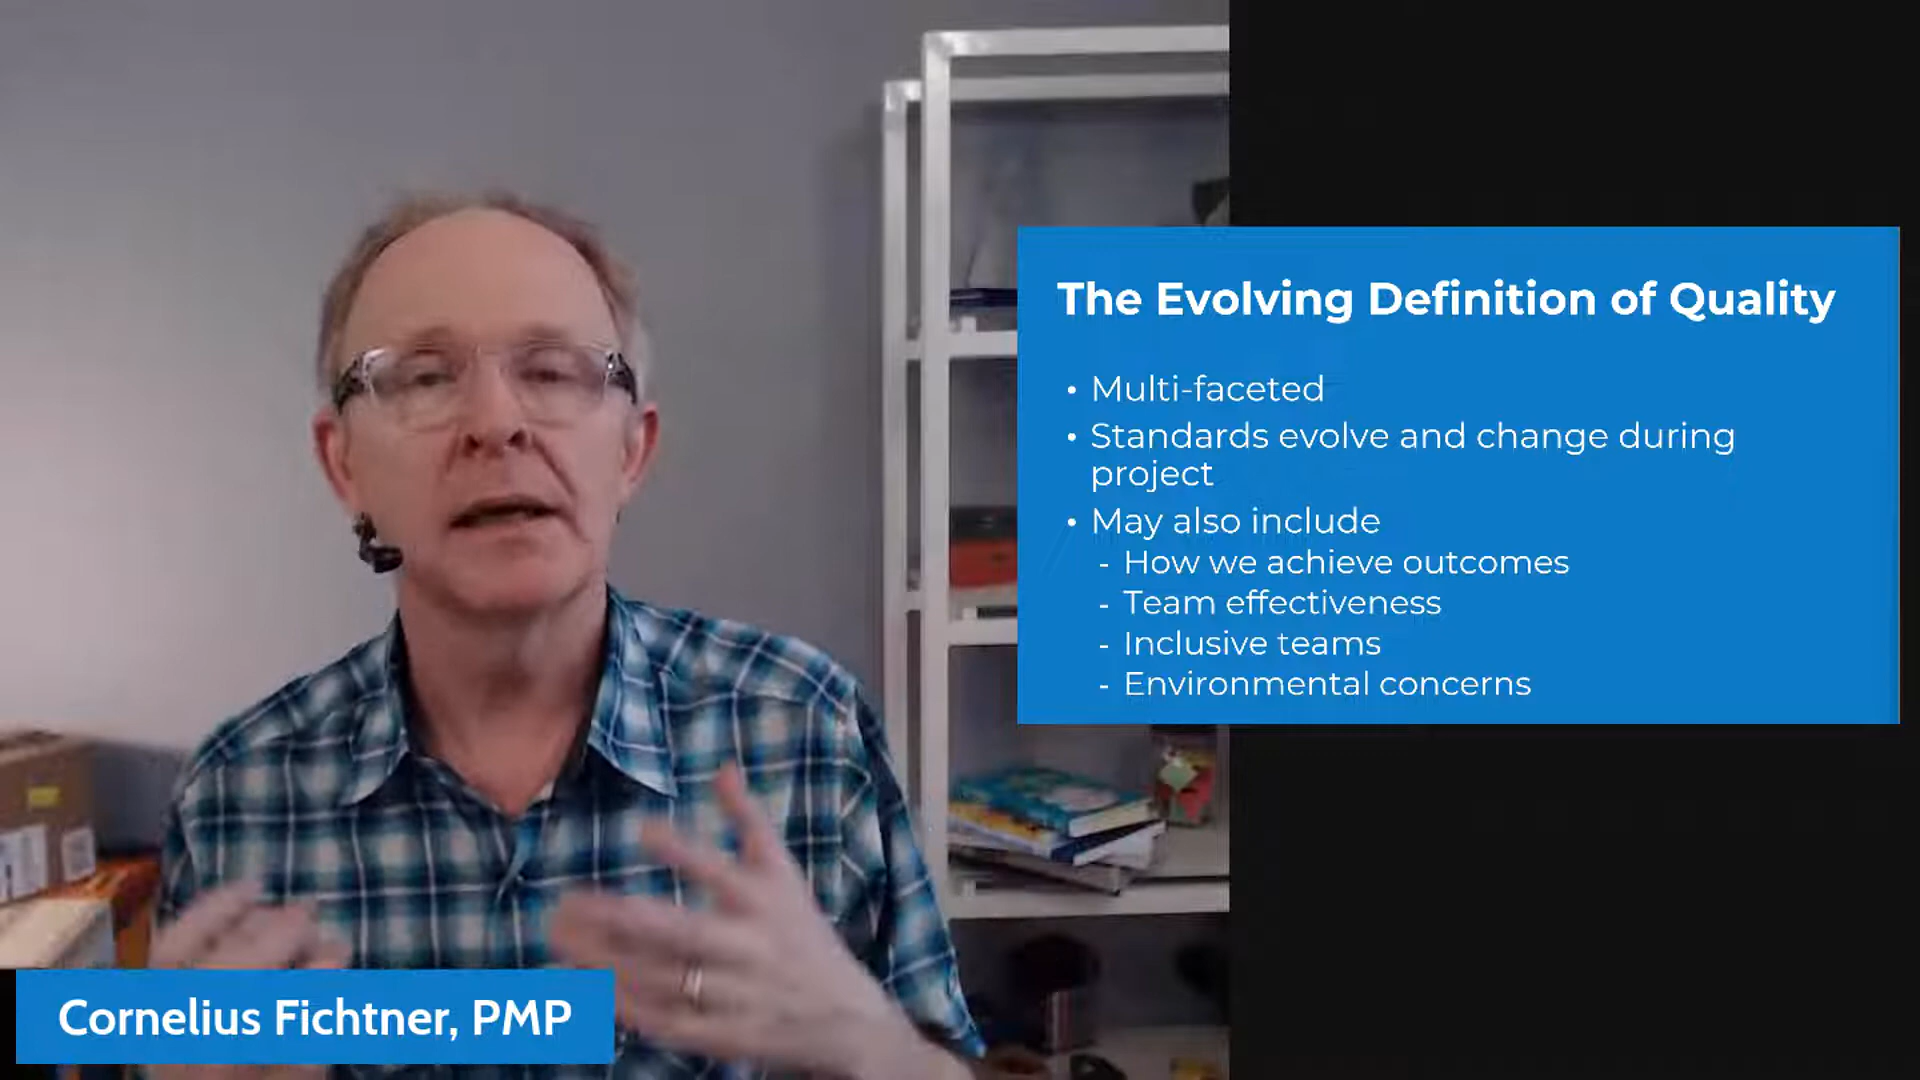 The Evolving Definition of Quality
• Multi-faceted
• Standards evolve and change during
project
• May also include
- How we achieve outcomes
- Team effectiveness
- Inclusive teams
- Environmental concerns
Cornelius Fichtner, PMP